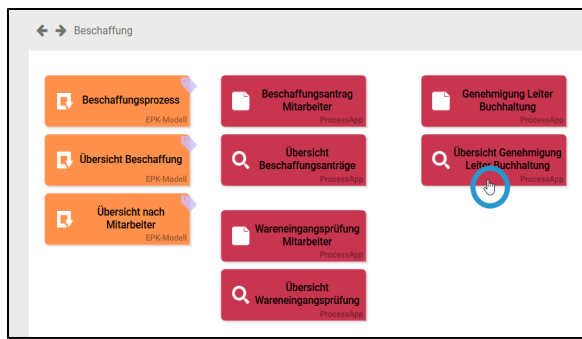 Beschaffung
Beschaffungsprozess
EPK-Modell
Übersicht Beschaffung
EPK-Modell
Übersicht nach
Mitarbeiter
EPK-Modell
Beschaffungsantrag
Mitarbeiter
ProcessApp
Übersicht
Beschaffungsanträge
ProcessApp
Wareneingangsprüfung
Mitarbeiter
ProcessApp
Übersicht
Wareneingangsprüfung
ProcessApp
Genehmigung Leiter
Buchhaltung
ProcessApp
Übersicht Genehmigung
Leiter Buchhaltung
ProcessApp